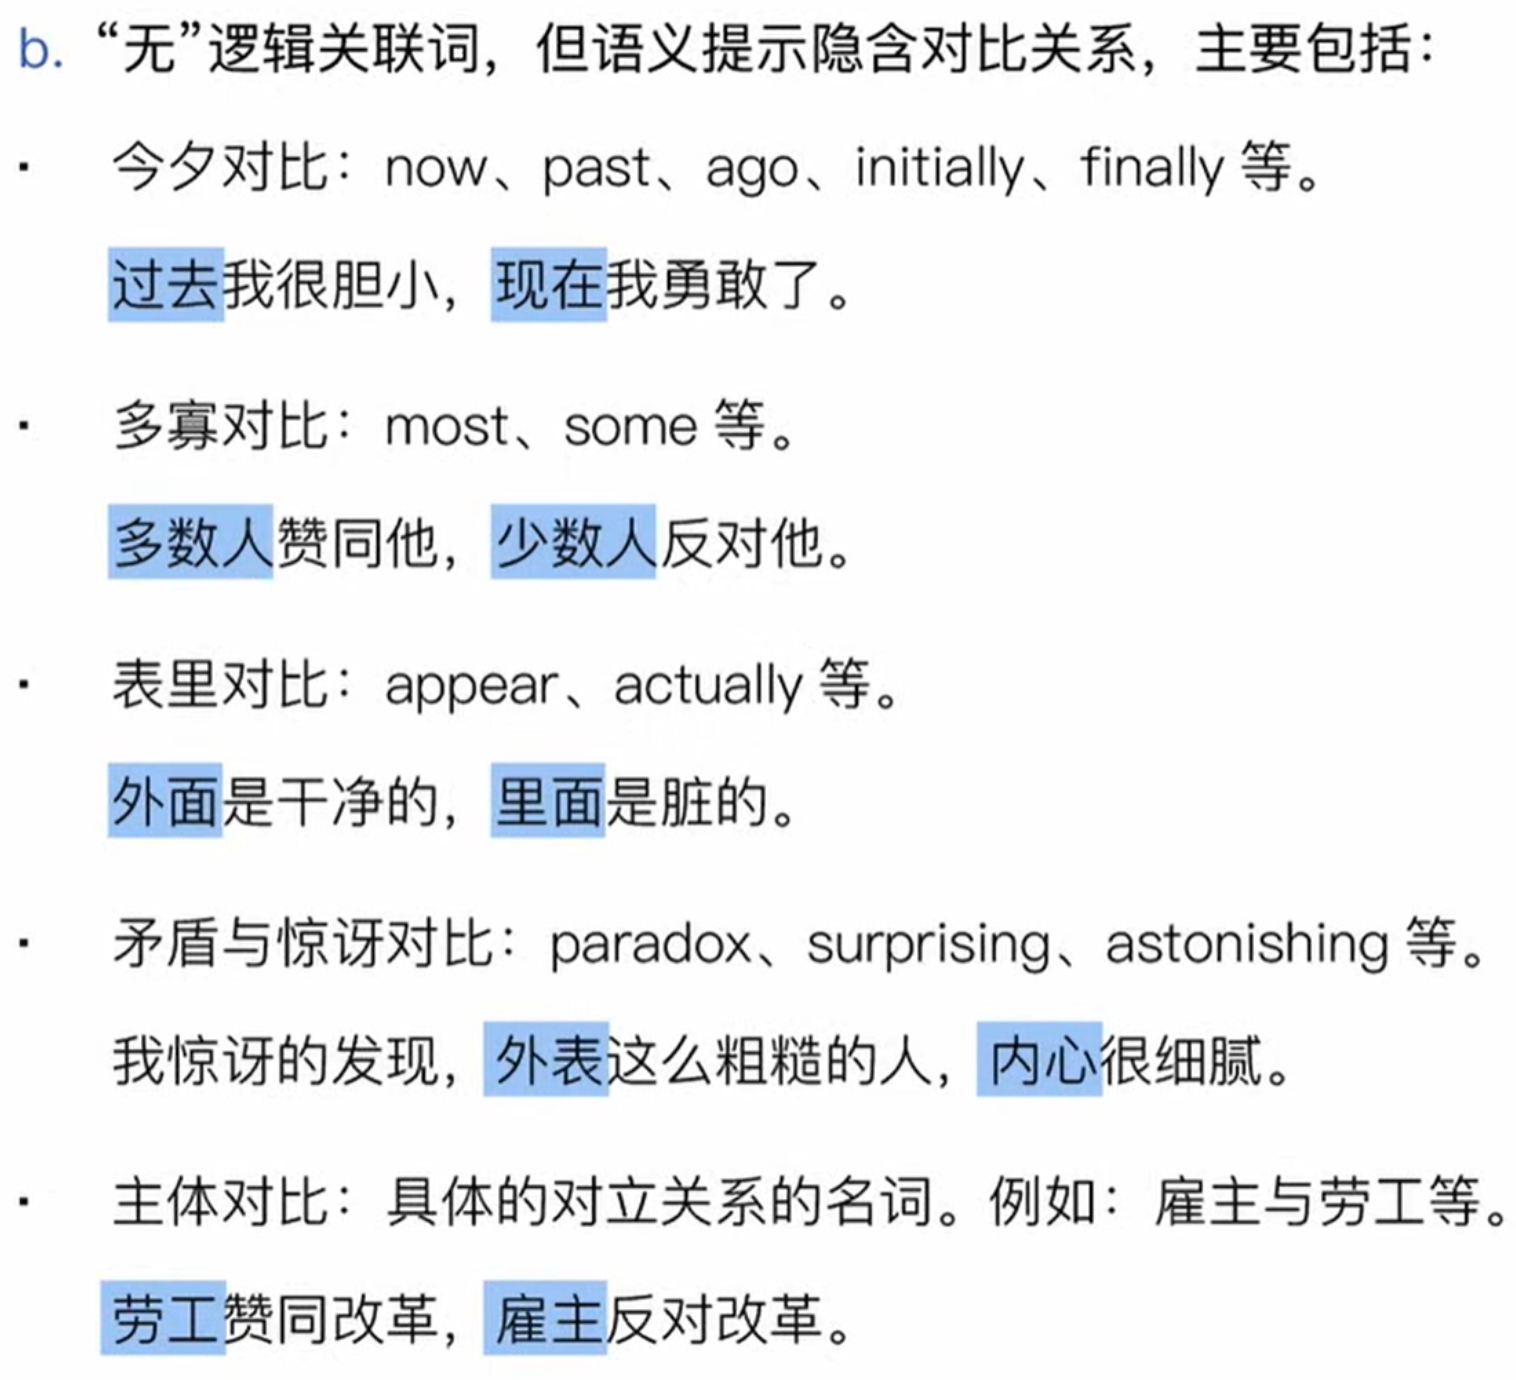 b. “无”逻辑关联词，但语义提示隐含对比关系，主要包括：
· 今夕对比：now、past、ago、initially、finally 等。
过去我很胆小，现在我勇敢了。
· 多寡对比：most、some 等。
多数人赞同他，少数人反对他。
· 表里对比：appear、actually 等。
外面是干净的，里面是脏的。
· 矛盾与惊讶对比：paradox、surprising、astonishing 等。
我惊讶的发现，外表这么粗糙的人，内心很细腻。
· 主体对比：具体的对立关系的名词。例如：雇主与劳工等。
劳工赞同改革，雇主反对改革。